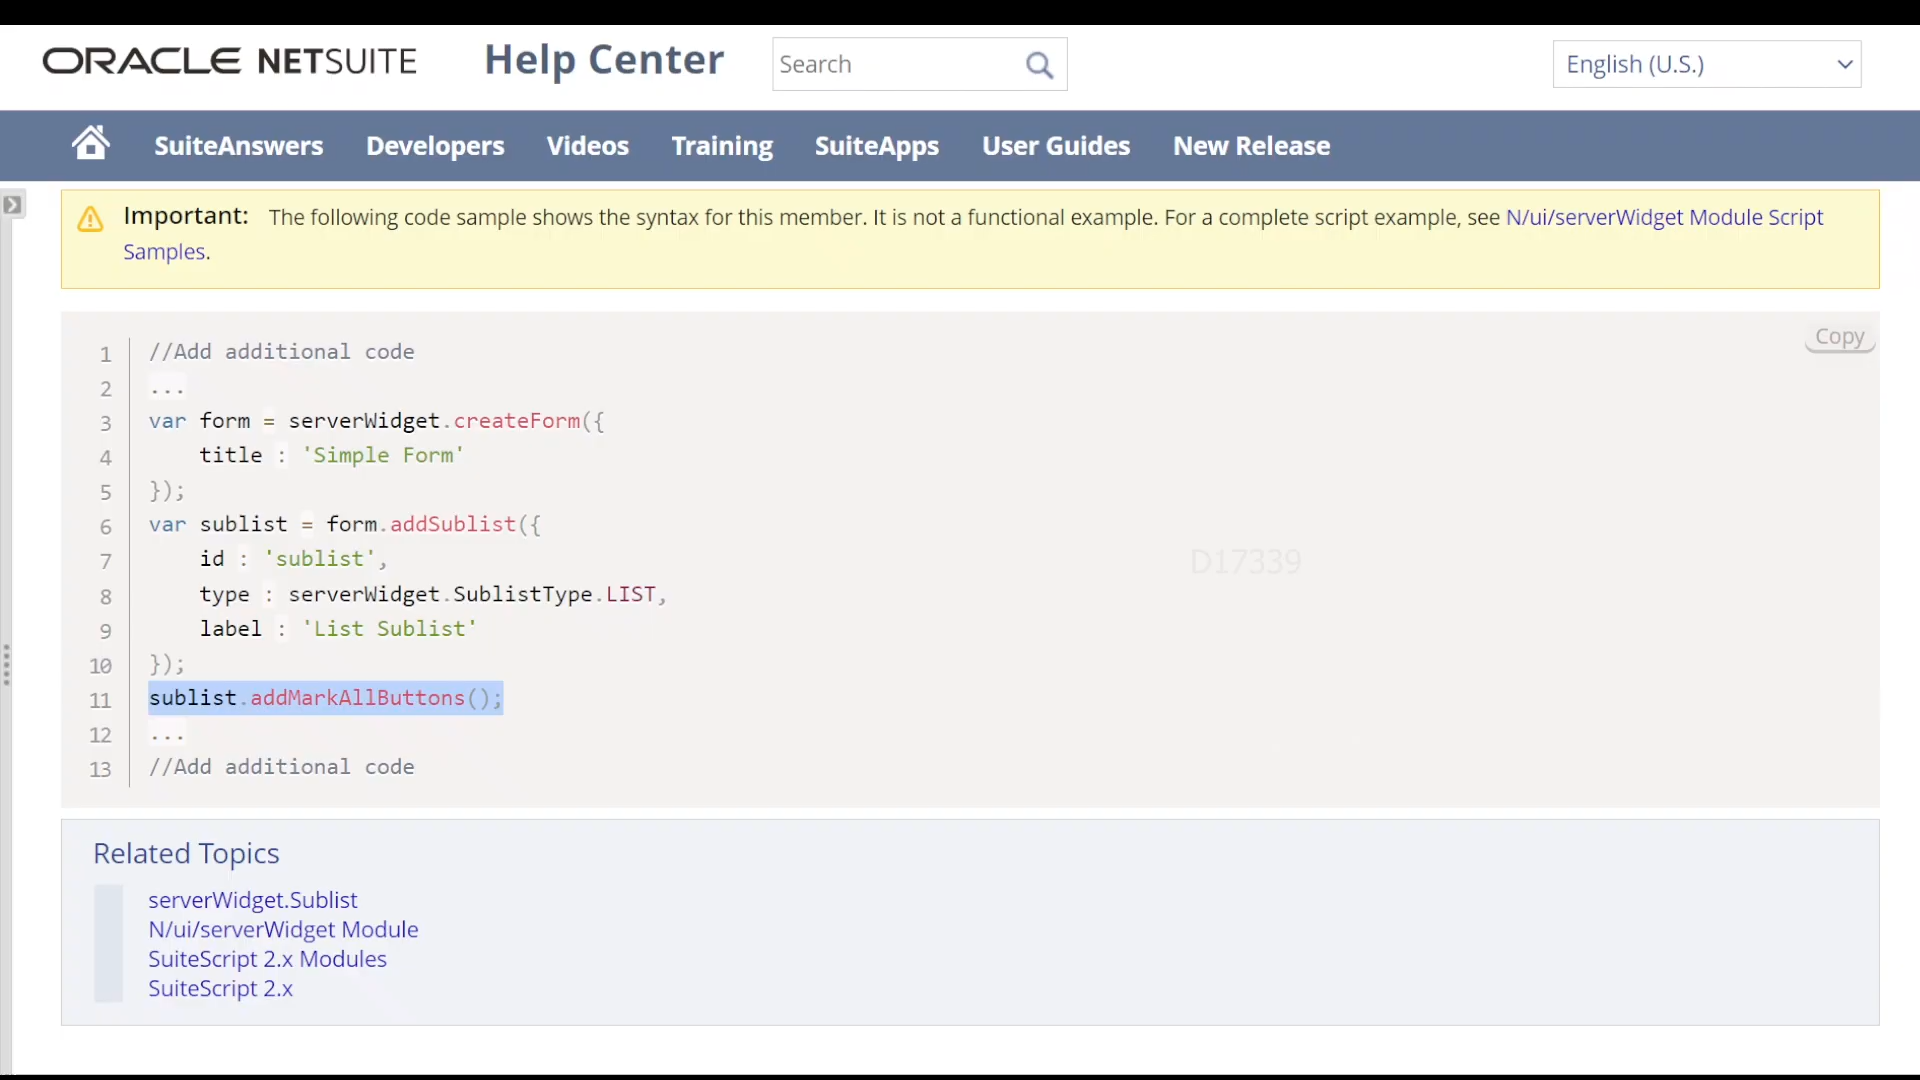 ORACLE NETSUITE Help Center Search English (U.S.)
SuiteAnswers Developers Videos Training SuiteApps User Guides New Release
Important: The following code sample shows the syntax for this member. It is not a functional example. For a complete script example, see N/ui/serverWidget Module Script
Samples.
Copy
1 //Add additional code
2 ...
3 var form = serverWidget.createForm({
4     title : 'Simple Form'
5 });
6 var sublist = form.addSublist({
7     id : 'sublist',
8     type : serverWidget.SublistType.LIST,
9     label : 'List Sublist'
10 });
11 sublist.addMarkAllButtons();
12 ...
13 //Add additional code
D17339
Related Topics
serverWidget.Sublist
N/ui/serverWidget Module
SuiteScript 2.x Modules
SuiteScript 2.x